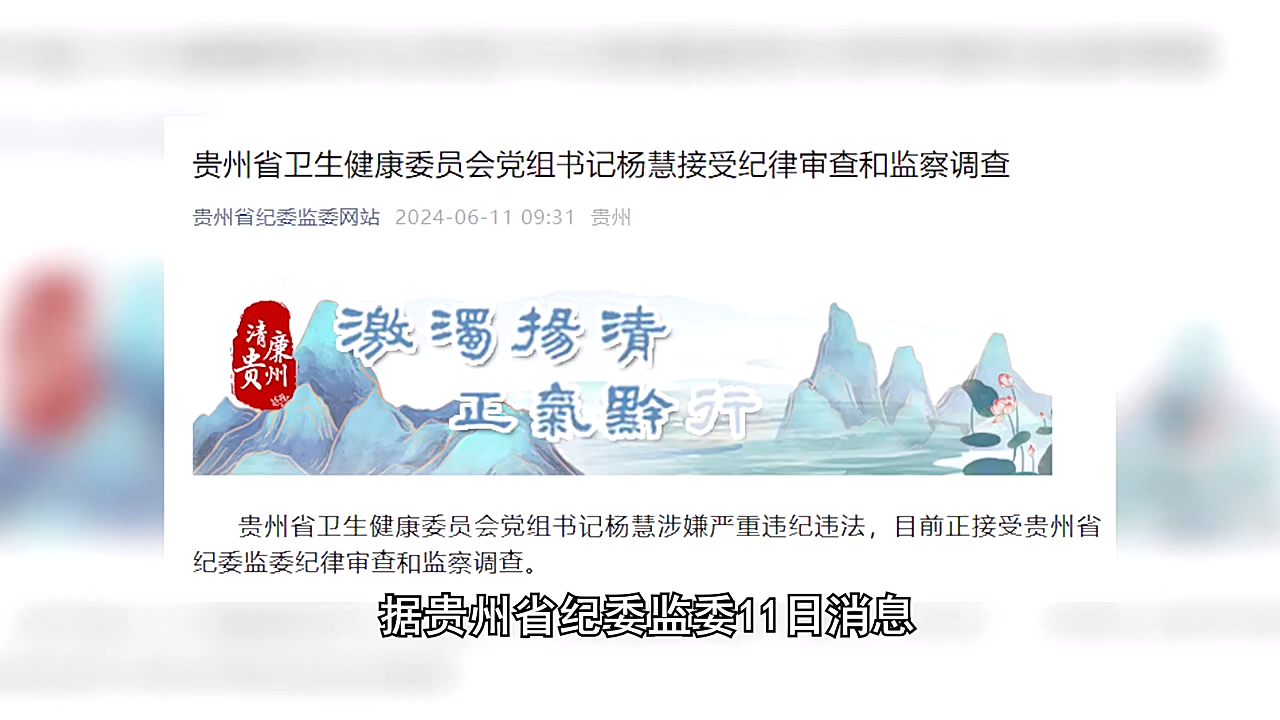 贵州省卫生健康委员会党组书记杨慧接受纪律审查和监察调查
贵州省纪委监委网站 2024-06-11 09:31 贵州
清廉
贵州
激濁揚清
正氣黔行
贵州省卫生健康委员会党组书记杨慧涉嫌严重违纪违法，目前正接受贵州省
纪委监委纪律审查和监察调查。
据贵州省纪委监委11日消息